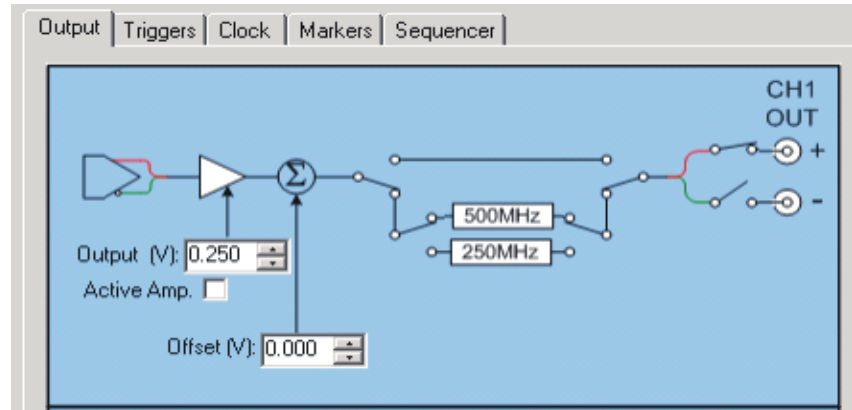 Output Triggers Clock Markers Sequencer
CH1
OUT
+
Σ
500MHz
-
250MHz
Output (V): 0.250
Active Amp.
Offset (V): 0.000